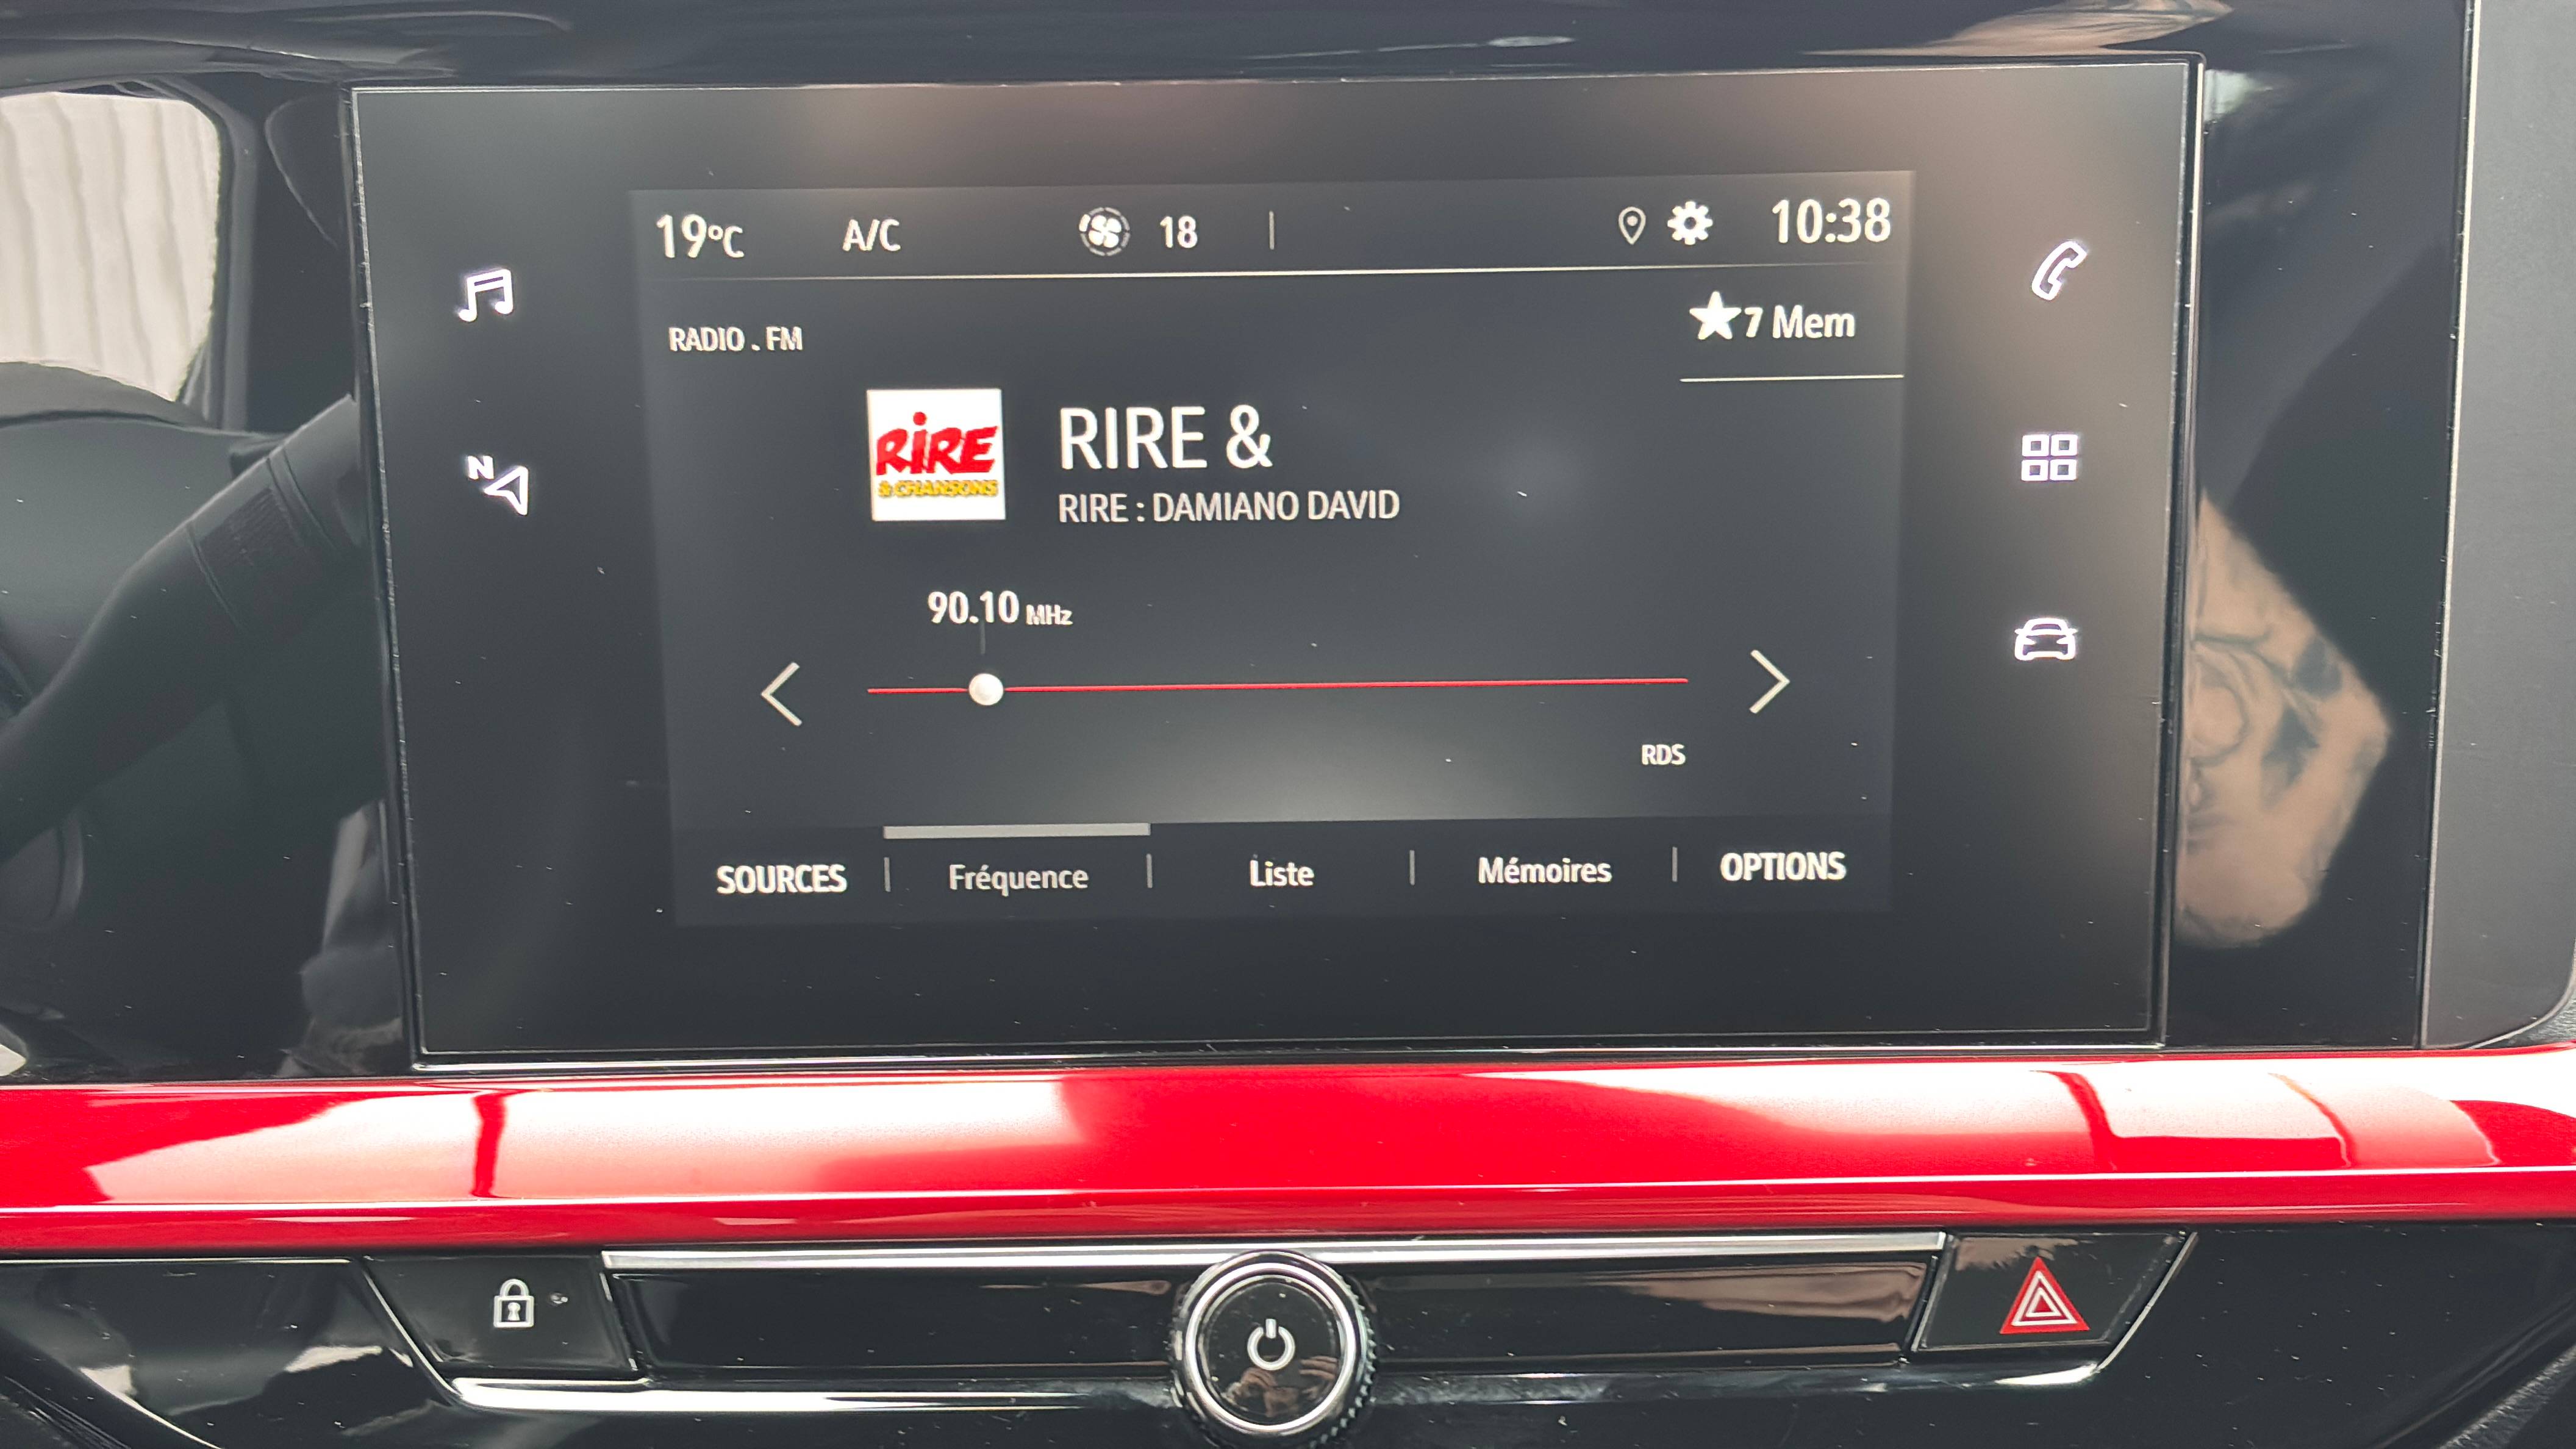 19°C A/C 18 10:38
RADIO . FM
7 Mem
RIRE
& CHANSONS
RIRE &
RIRE : DAMIANO DAVID
90.10 MHz
RDS
SOURCES Fréquence Liste Mémoires OPTIONS
N